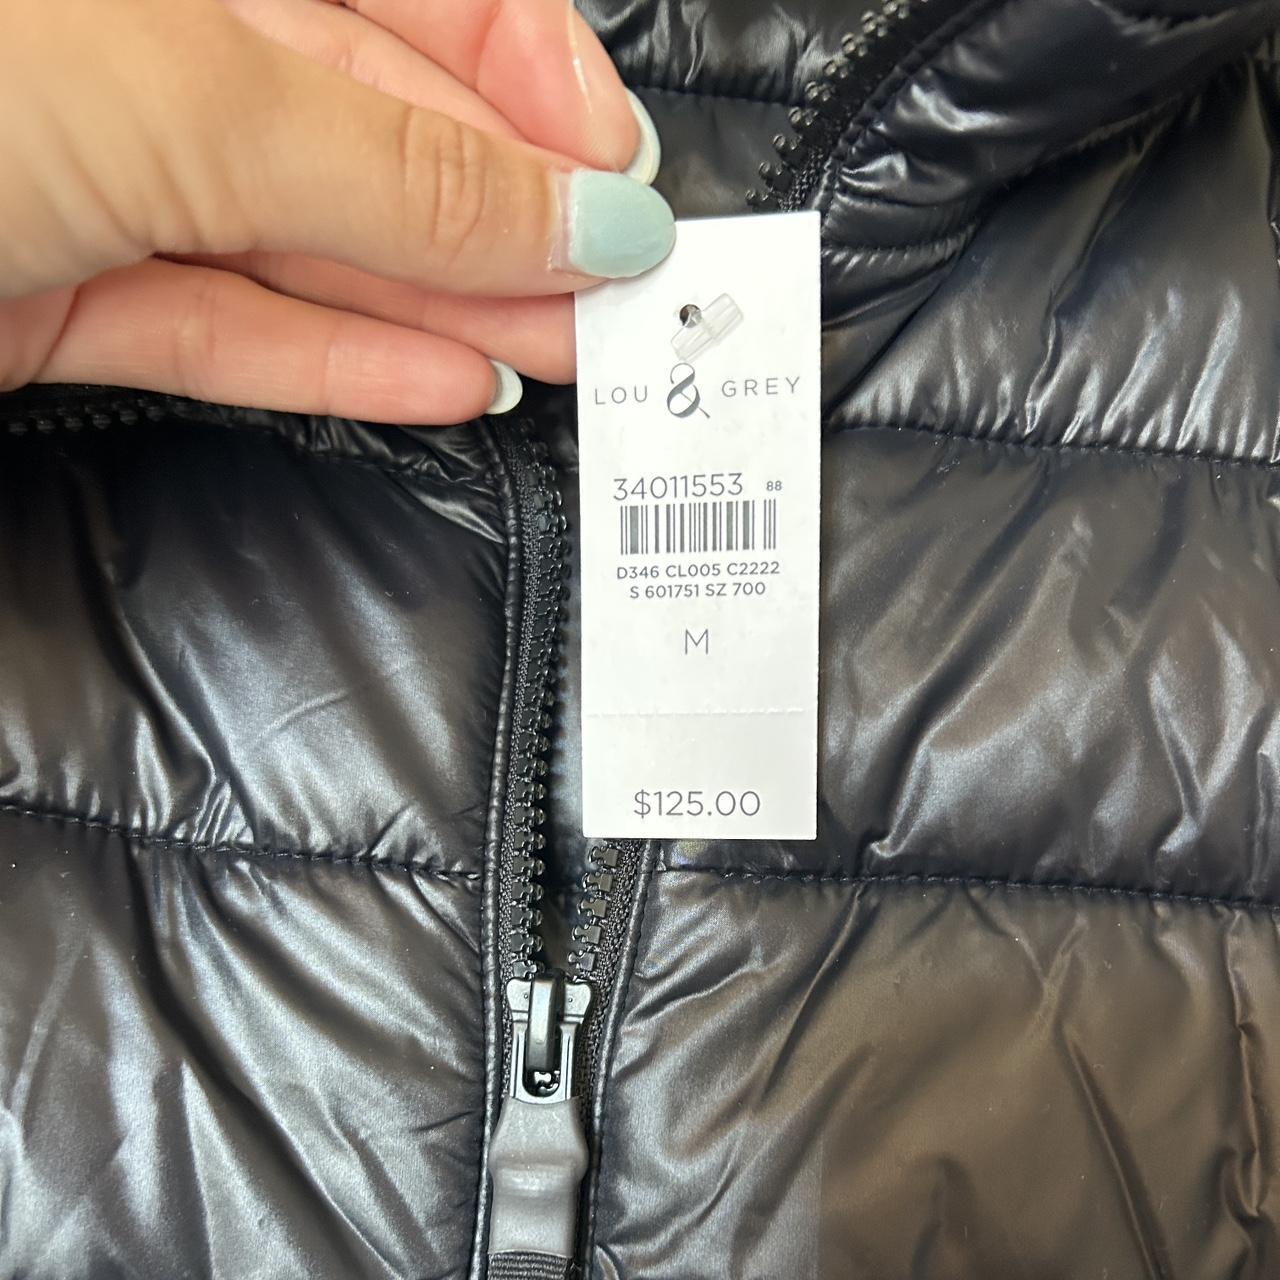 LOU & GREY
34011553 88
D346 CL005 C2222
S 601751 SZ 700
M
$125.00